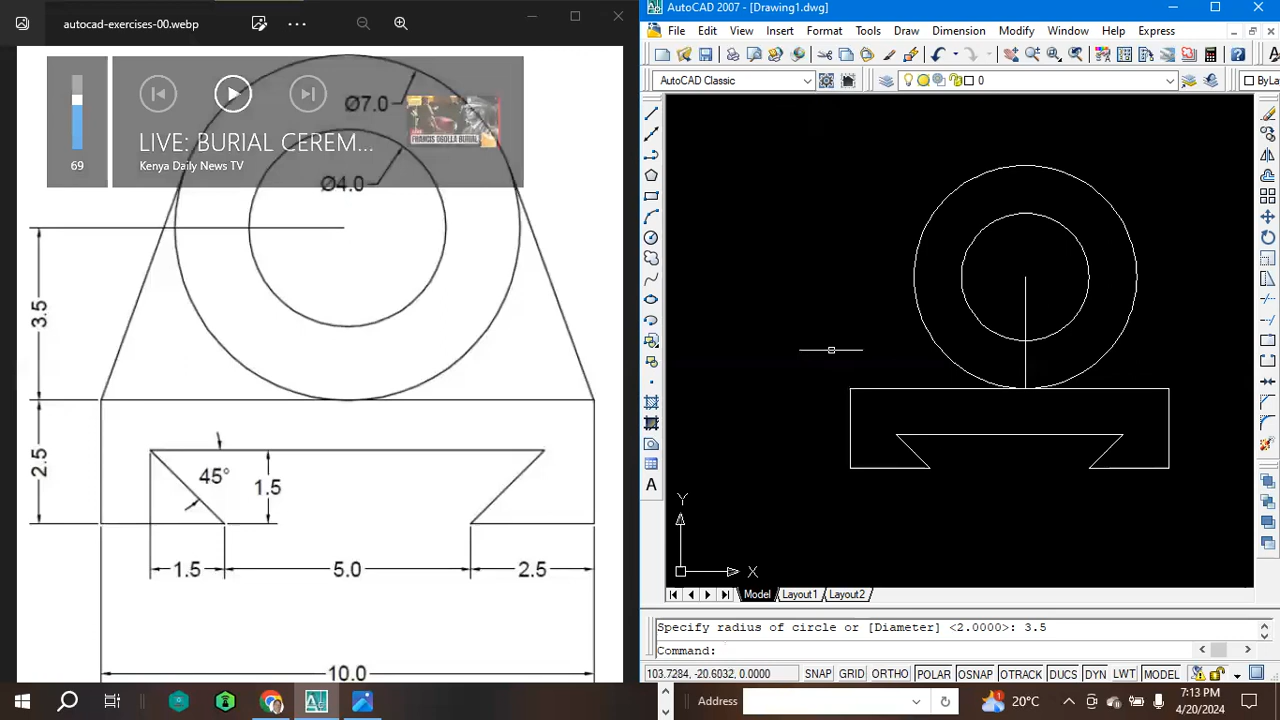 autocad-exercises-00.webp
AutoCAD 2007 - [Drawing1.dwg]
File Edit View Insert Format Tools Draw Dimension Modify Window Help Express
AutoCAD Classic
0
ByLa
69
LIVE: BURIAL CEREM...
Kenya Daily News TV
FRANCIS OGOLLA BURIAL
Ø7.0
Ø4.0
3.5
2.5
45°
1.5
1.5
5.0
2.5
10.0
Y
X
Model Layout1 Layout2
Specify radius of circle or [Diameter] <2.0000>: 3.5
Command:
103.7284, -20.6032, 0.0000
SNAP GRID ORTHO POLAR OSNAP OTRACK DUCS DYN LWT MODEL
Address
20°C
7:13 PM
4/20/2024
A